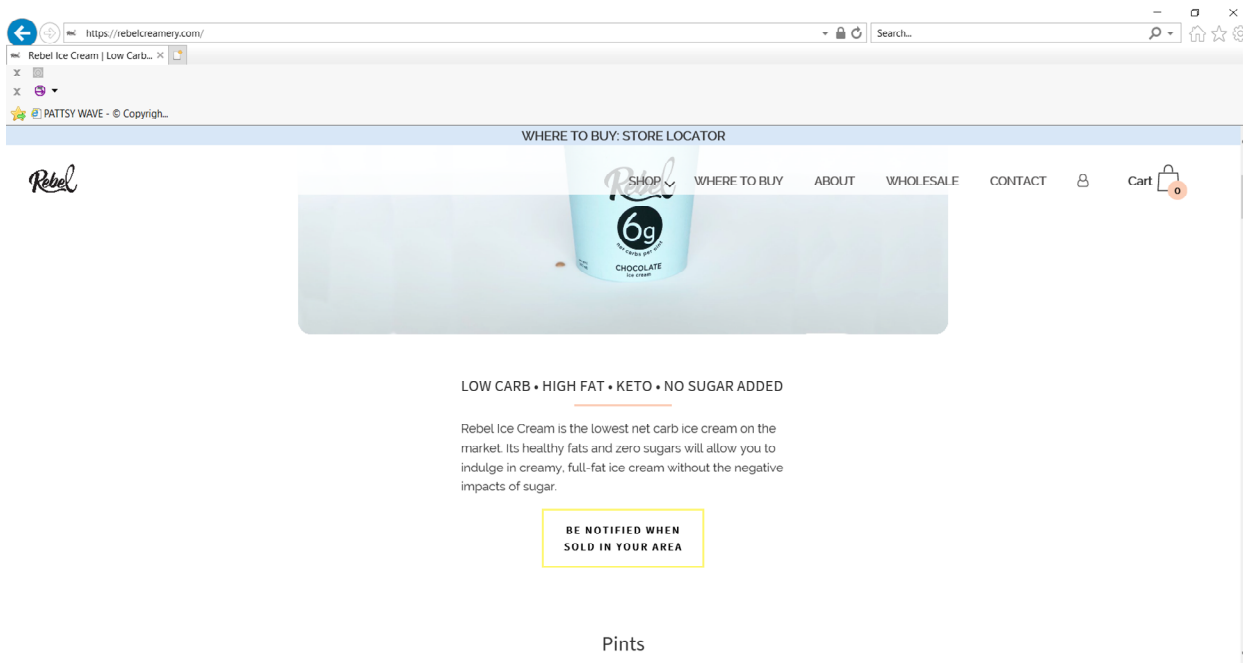 https://rebelcreamery.com/
Search...
Rebel Ice Cream | Low Carb...
PATTSY WAVE - © Copyrigh...
WHERE TO BUY: STORE LOCATOR
Rebel
SHOP WHERE TO BUY ABOUT WHOLESALE CONTACT Cart 0
Rebel
6g
net carbs per pint
CHOCOLATE
ice cream
LOW CARB • HIGH FAT • KETO • NO SUGAR ADDED
Rebel Ice Cream is the lowest net carb ice cream on the
market. Its healthy fats and zero sugars will allow you to
indulge in creamy, full-fat ice cream without the negative
impacts of sugar.
BE NOTIFIED WHEN
SOLD IN YOUR AREA
Pints